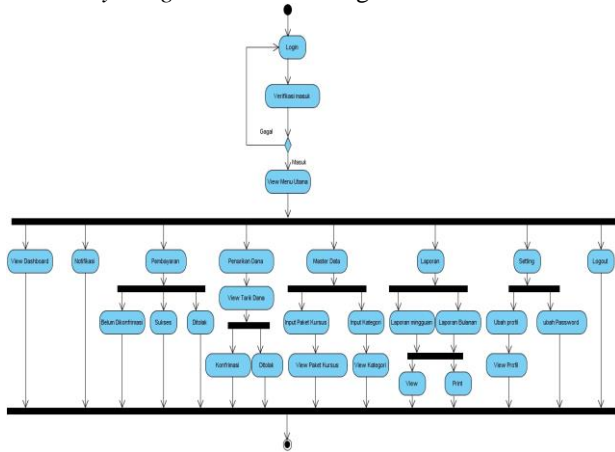 Login
Verifikasi masuk
Gagal
Masuk
View Menu Utama
View Dashboard
Notifikasi
Pembayaran
Penarikan Dana
Master Data
Laporan
Setting
Logout
View Tarik Dana
Belum Dikonfirmasi
Sukses
Ditolak
Input Paket Kursus
Input Kategori
Laporan mingguan
Laporan Bulanan
Ubah profil
ubah Password
Konfirmasi
Ditolak
View Paket Kursus
View Kategori
View
Print
View Profil